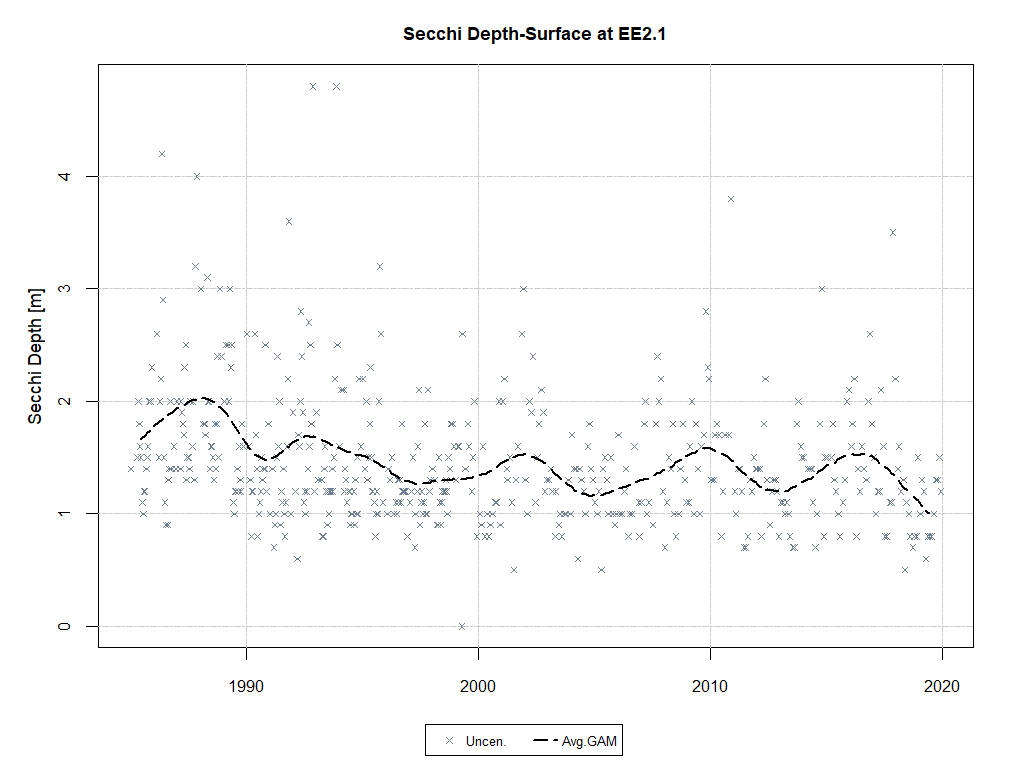 Secchi Depth-Surface at EE2.1
Secchi Depth [m]
4
3
2
1
0
1990 2000 2010 2020
Uncen. Avg.GAM